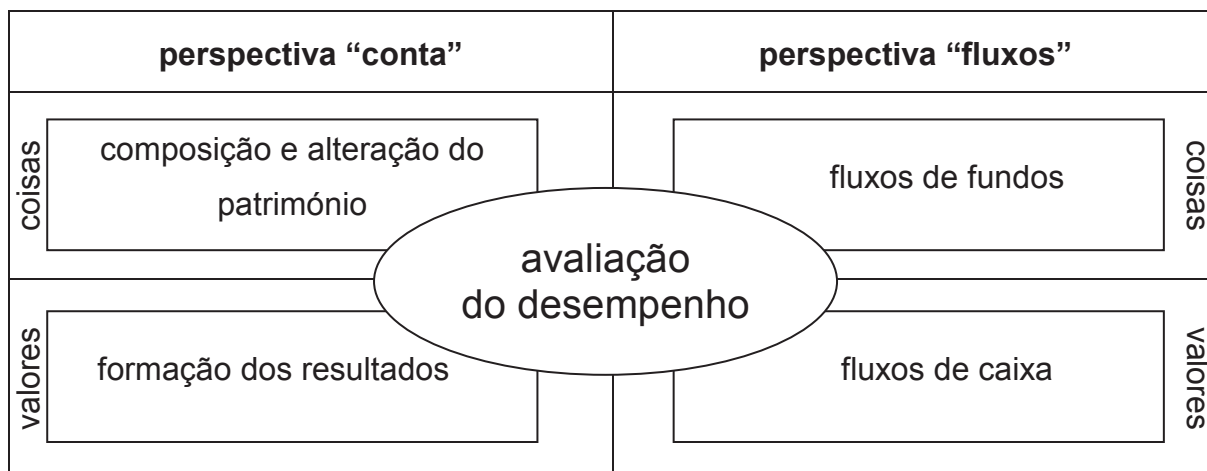 perspectiva “conta”
perspectiva “fluxos”
coisas
composição e alteração do
património
fluxos de fundos
coisas
avaliação
do desempenho
valores
formação dos resultados
fluxos de caixa
valores